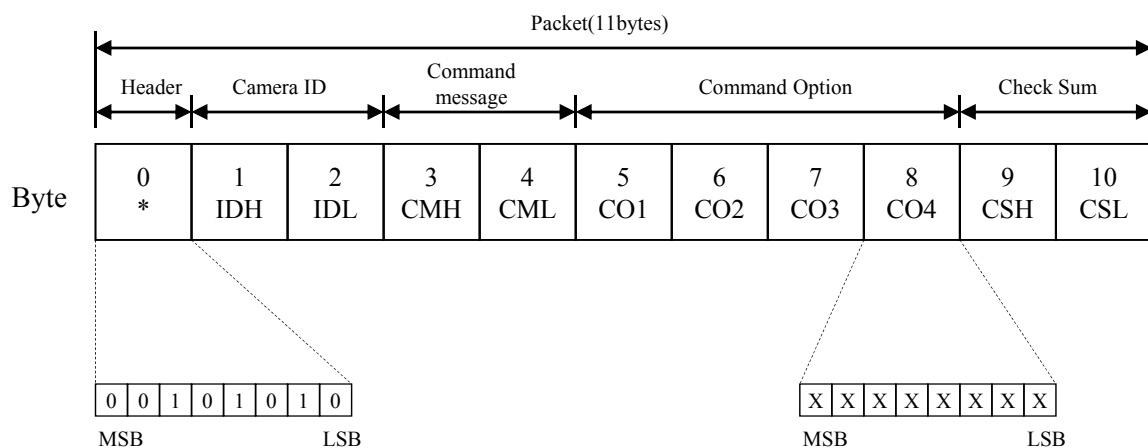 Packet(11bytes)
Header Camera ID Command message Command Option Check Sum
Byte
0 1 2 3 4 5 6 7 8 9 10
* IDH IDL CMH CML CO1 CO2 CO3 CO4 CSH CSL
0 0 1 0 1 0 1 0 X X X X X X X X
MSB LSB MSB LSB